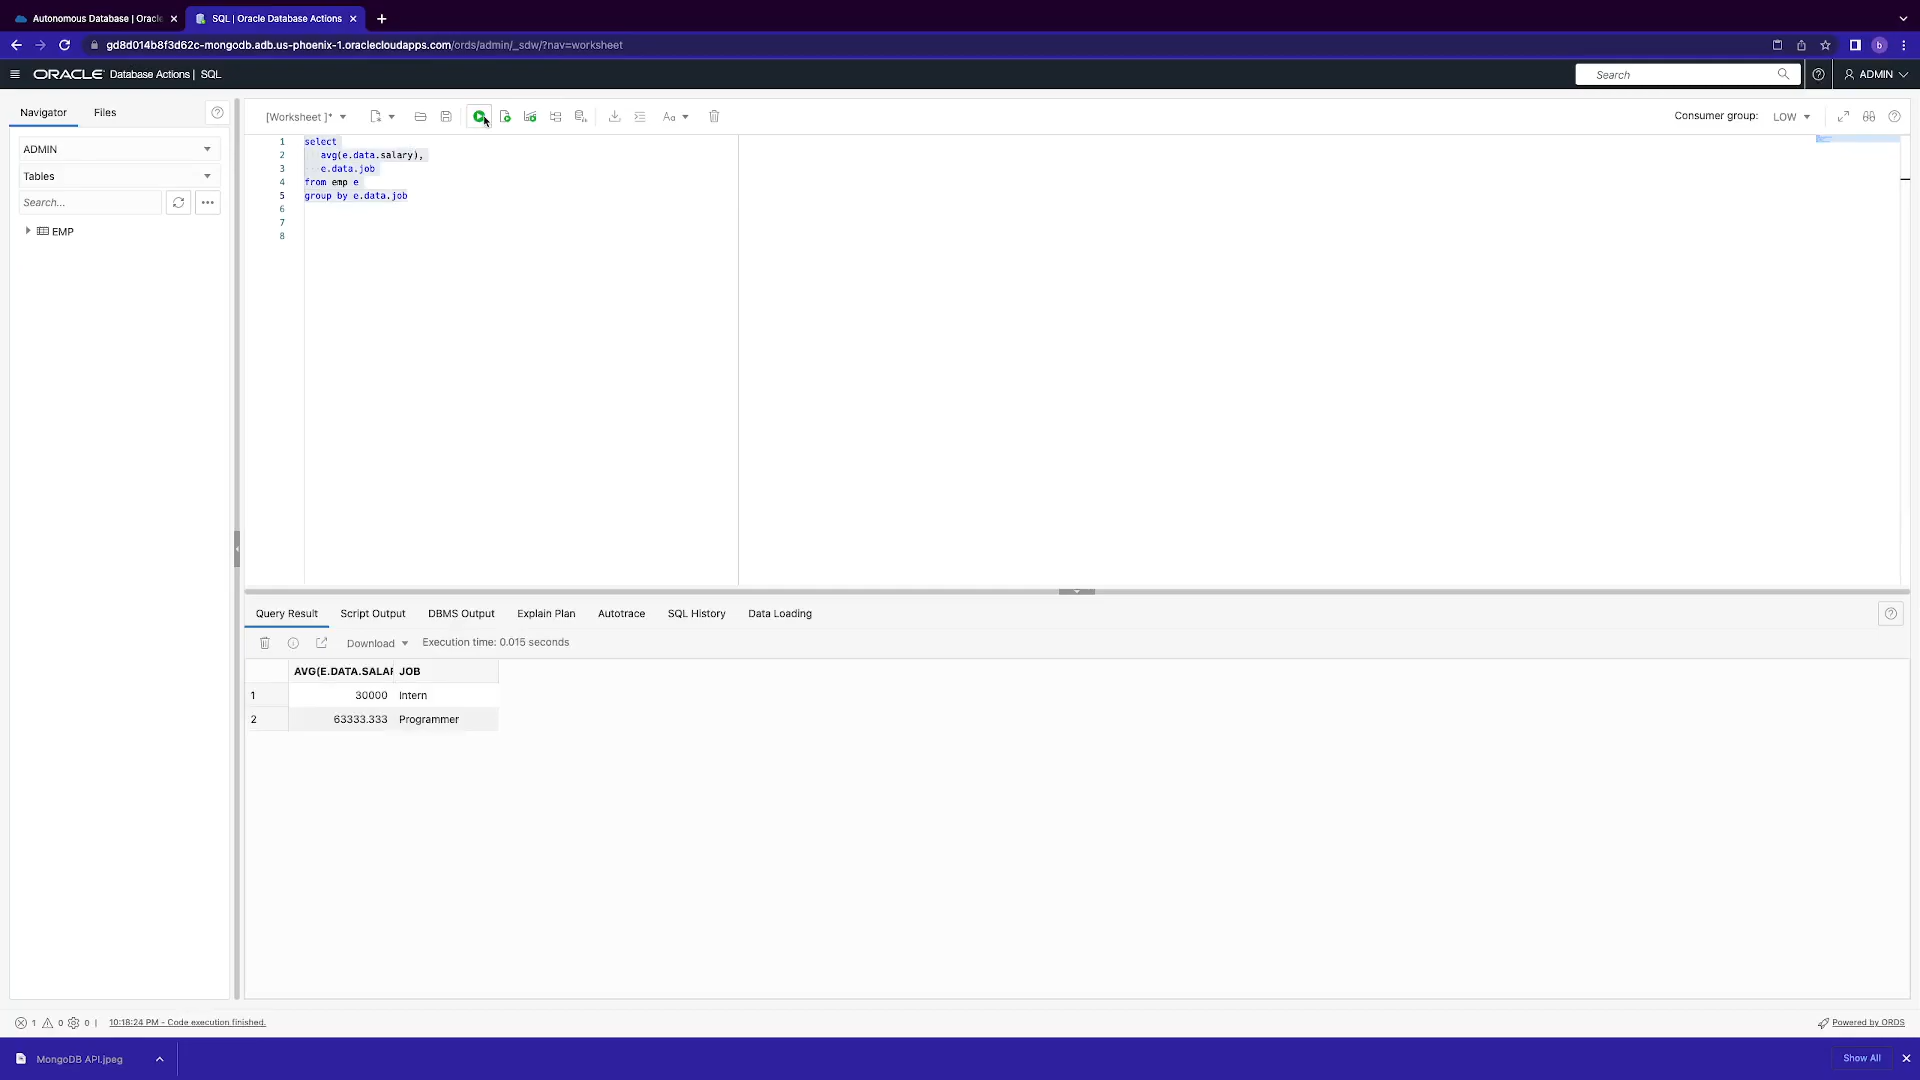 Autonomous Database | Oracle
SQL | Oracle Database Actions
gd8d014b8f3d62c-mongodb.adb.us-phoenix-1.oraclecloudapps.com/ords/admin/_sdw/?nav=worksheet
b
ORACLE Database Actions | SQL
Search
ADMIN
Navigator
Files
[Worksheet ]*
Aa
Consumer group:
LOW
ADMIN
Tables
Search...
EMP
1 select
2 avg(e.data.salary),
3 e.data.job
4 from emp e
5 group by e.data.job
6
7
8
Query Result
Script Output
DBMS Output
Explain Plan
Autotrace
SQL History
Data Loading
Download
Execution time: 0.015 seconds
AVG(E.DATA.SALAR JOB
1 30000 Intern
2 63333.333 Programmer
1 0 0 | 10:18:24 PM - Code execution finished.
Powered by ORDS
MongoDB API.jpeg
Show All